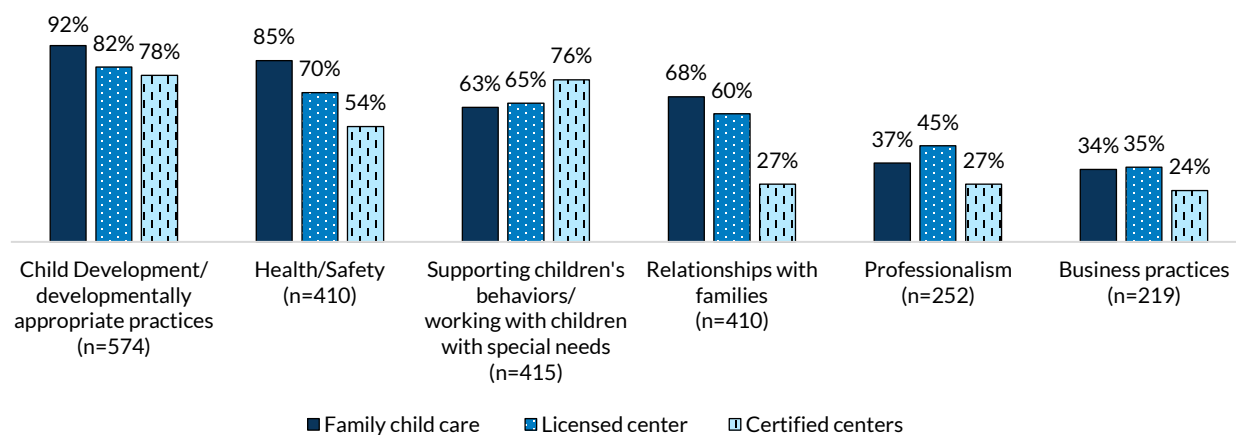 92%
82%
78%
85%
70%
54%
63%
65%
76%
68%
60%
27%
37%
45%
27%
34%
35%
24%
Child Development/
developmentally
appropriate practices
(n=574)
Health/Safety
(n=410)
Supporting children's
behaviors/
working with children
with special needs
(n=415)
Relationships with
families
(n=410)
Professionalism
(n=252)
Business practices
(n=219)
Family child care
Licensed center
Certified centers